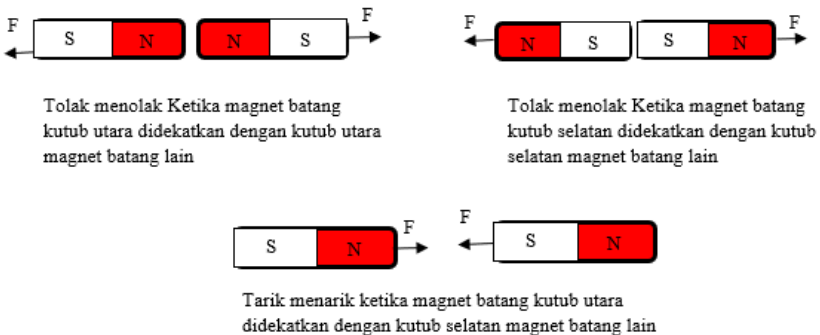 F S N N S F
F N S S N F
Tolak menolak Ketika magnet batang
kutub utara didekatkan dengan kutub utara
magnet batang lain
Tolak menolak Ketika magnet batang
kutub selatan didekatkan dengan kutub
selatan magnet batang lain
S N F F S N
Tarik menarik ketika magnet batang kutub utara
didekatkan dengan kutub selatan magnet batang lain